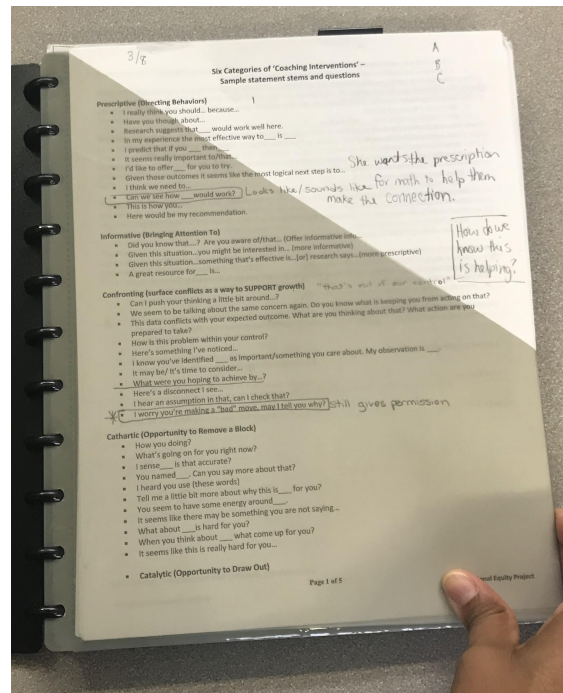 3/8
A
B
C
Six Categories of 'Coaching Interventions' –
Sample statement stems and questions
Prescriptive (Directing Behaviors)
• I really think you should... because...
• Have you though about...
• Research suggests that___ would work well here.
• In my experience the most effective way to___ is ___
• I predict that if you ___ then___
• It seems really important to/that...
• I'd like to offer___ for you to try.
• Given those outcomes it seems like the most logical next step is to...
• I think we need to...
• Can we see how ___ would work?
Looks like/sounds like
She wants the prescription
for math to help them
make the connection.
• This is how you...
• Here would be my recommendation.
Informative (Bringing Attention To)
• Did you know that...? Are you aware of/that... (Offer informative info...
• Given this situation...you might be interested in... (more informative)
• Given this situation...something that's effective is...[or] research says...(more prescriptive)
• A great resource for ___ is...
How do we
know this
is helping?
Confronting (surface conflicts as a way to SUPPORT growth)
"that's out of our control"
• Can I push your thinking a little bit around...?
• We seem to be talking about the same concern again. Do you know what is keeping you from acting on that?
• This data conflicts with your expected outcome. What are you thinking about that? What action are you
prepared to take?
• How is this problem within your control?
• Here's something I've noticed...
• I know you've identified ___ as important/something you care about. My observation is ___.
• It may be/ It's time to consider...
• What were you hoping to achieve by...?
• Here's a disconnect I see...
• I hear an assumption in that, can I check that?
• I worry you're making a "bad" move, may I tell you why?
Still gives permission
Cathartic (Opportunity to Remove a Block)
• How you doing?
• What's going on for you right now?
• I sense___ is that accurate?
• You named___. Can you say more about that?
• I heard you use (these words)
• Tell me a little bit more about why this is___ for you?
• You seem to have some energy around___.
• It seems like there may be something you are not saying...
• What about ___is hard for you?
• When you think about ___ what come up for you?
• It seems like this is really hard for you...
• Catalytic (Opportunity to Draw Out)
Page 1 of 5
Equity Project